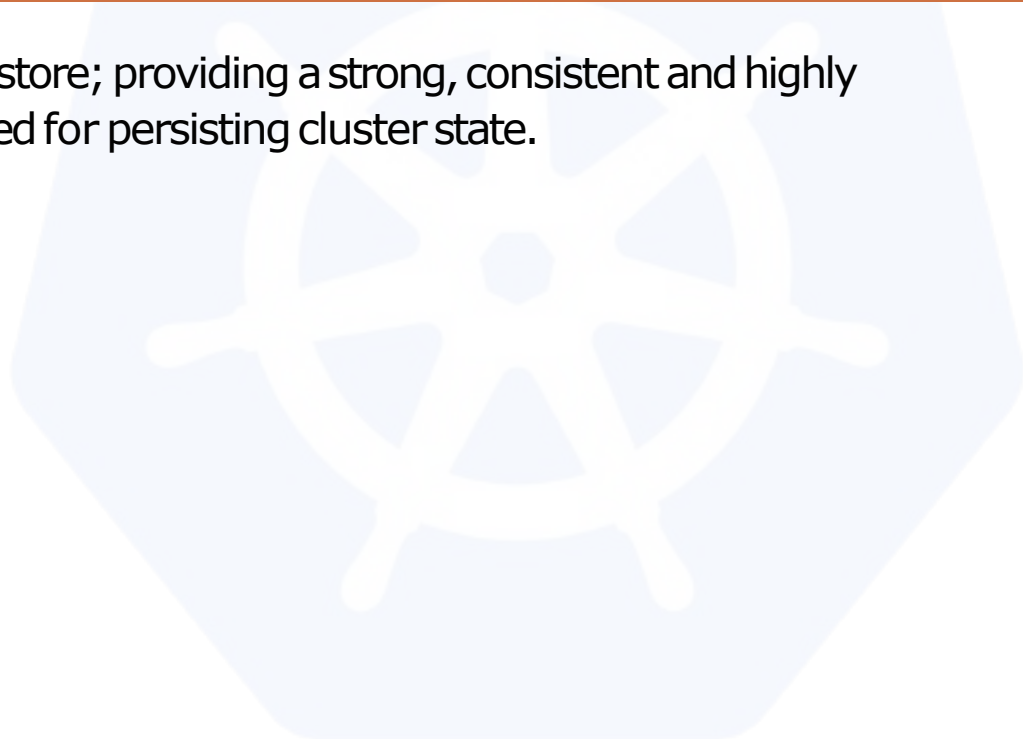 store; providing a strong, consistent and highly
ed for persisting cluster state.